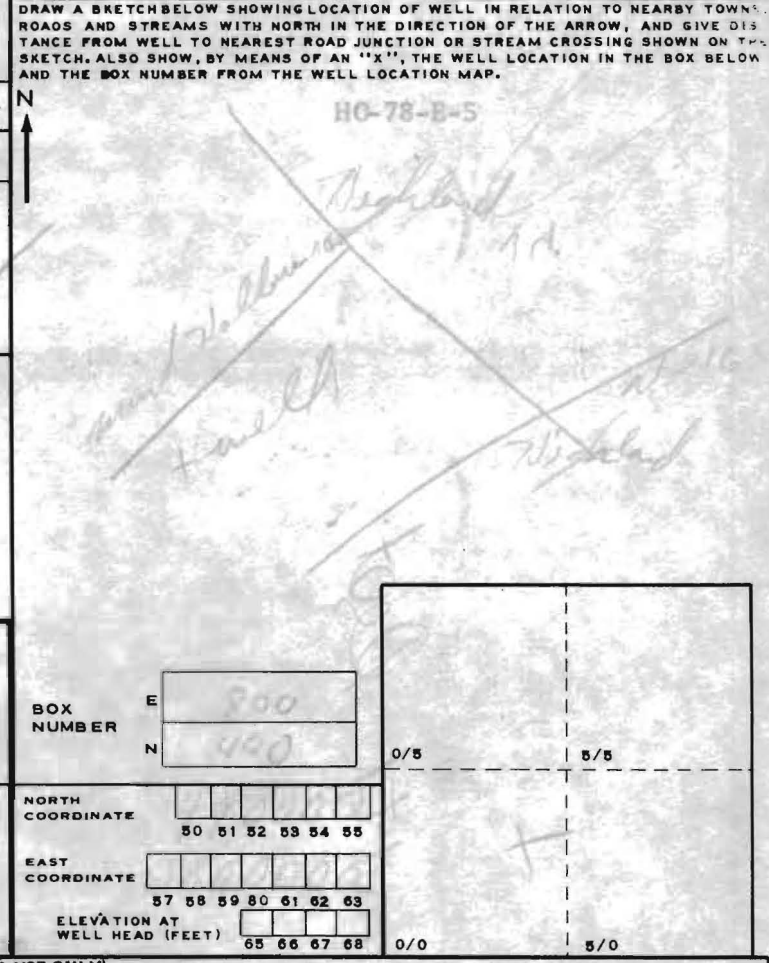 DRAW A SKETCH BELOW SHOWING LOCATION OF WELL IN RELATION TO NEARBY TOWNS
ROADS AND STREAMS WITH NORTH IN THE DIRECTION OF THE ARROW, AND GIVE DIS
TANCE FROM WELL TO NEAREST ROAD JUNCTION OR STREAM CROSSING SHOWN ON THE
SKETCH. ALSO SHOW, BY MEANS OF AN "X", THE WELL LOCATION IN THE BOX BELOW
AND THE BOX NUMBER FROM THE WELL LOCATION MAP.
N
HO-78-E-5
Highland
Rd.
well
Highland
BOX
NUMBER
E 800
N 490
0/5 5/5
NORTH
COORDINATE
50 51 52 53 54 55
EAST
COORDINATE
57 58 59 60 61 62 63
ELEVATION AT
WELL HEAD (FEET)
65 66 67 68
0/0 5/0